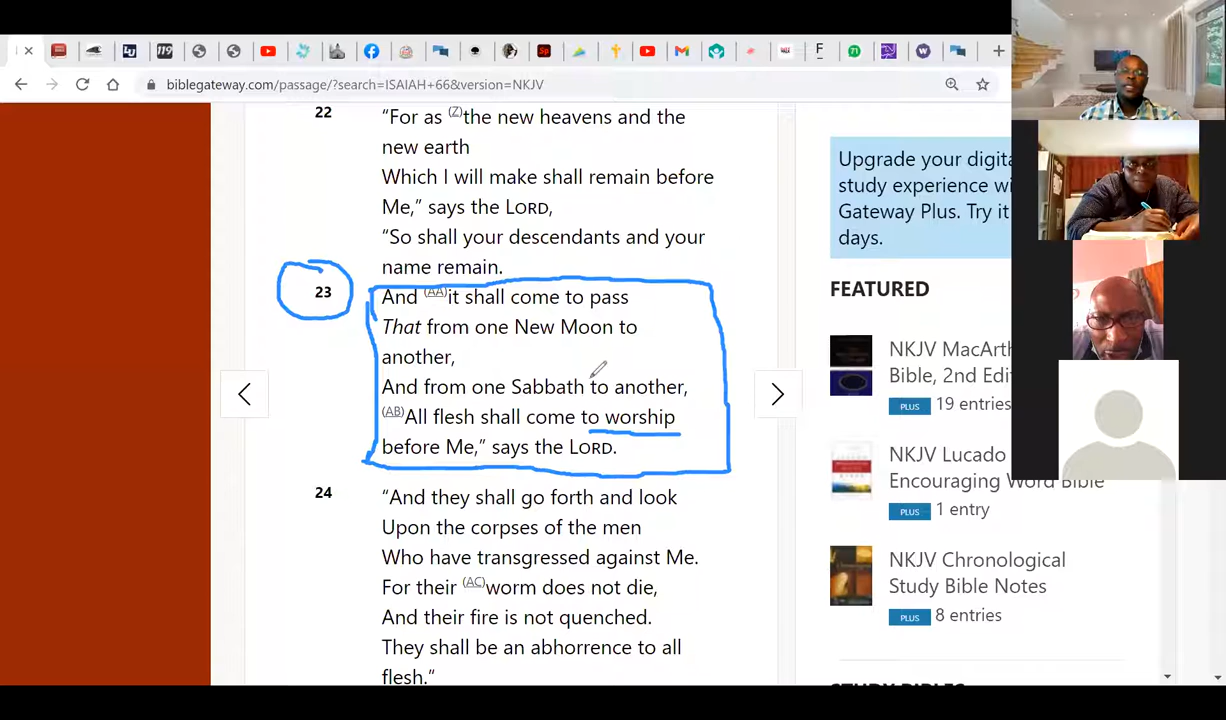 biblegateway.com/passage/?search=ISAIAH+66&version=NKJV
22
“For as (Z)the new heavens and the
new earth
Which I will make shall remain before
Me,” says the LORD,
“So shall your descendants and your
name remain.
23
And (AA)it shall come to pass
That from one New Moon to
another,
And from one Sabbath to another,
(AB)All flesh shall come to worship
before Me,” says the LORD.
24
“And they shall go forth and look
Upon the corpses of the men
Who have transgressed against Me.
For their (AC)worm does not die,
And their fire is not quenched.
They shall be an abhorrence to all
flesh.”
Upgrade your digita
study experience wi
Gateway Plus. Try it
days.
FEATURED
NKJV MacArth
Bible, 2nd Edi
PLUS 19 entries
NKJV Lucado
Encouraging Word Bible
PLUS 1 entry
NKJV Chronological
Study Bible Notes
PLUS 8 entries